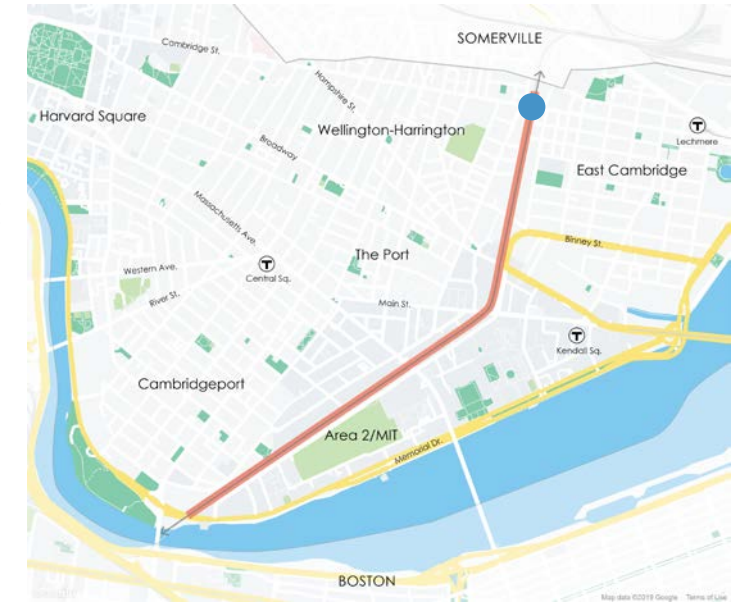 SOMERVILLE
Cambridge St.
Hampshire St.
Harvard Square
Wellington-Harrington
T
Lechmere
Broadway
East Cambridge
Massachusetts Ave.
Binney St.
The Port
T
Central Sq.
Western Ave.
River St.
Main St.
T
Kendall Sq.
Cambridgeport
Area 2/MIT
Memorial Dr.
BOSTON
Map data ©2019 Google
Terms of Use